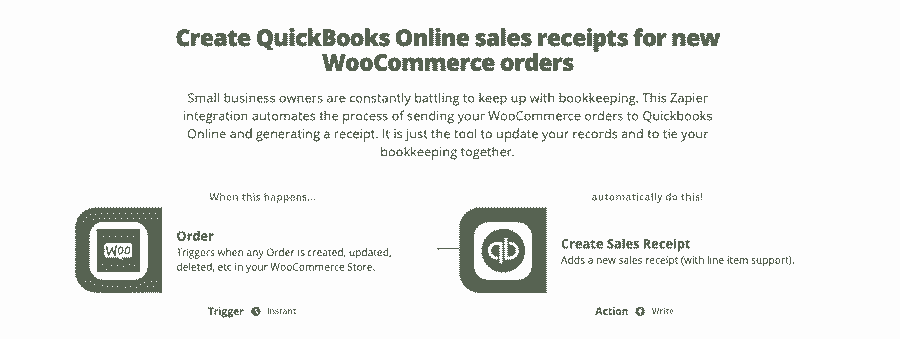 Create QuickBooks Online sales receipts for new
WooCommerce orders
Small business owners are constantly battling to keep up with bookkeeping. This Zapier
integration automates the process of sending your WooCommerce orders to Quickbooks
Online and generating a receipt. It is just the tool to update your records and to tie your
bookkeeping together.
When this happens...
automatically do this!
Woo
Order
Triggers when any Order is created, updated,
deleted, etc in your WooCommerce Store.
qb
Create Sales Receipt
Adds a new sales receipt (with line item support).
Trigger Instant
Action Write